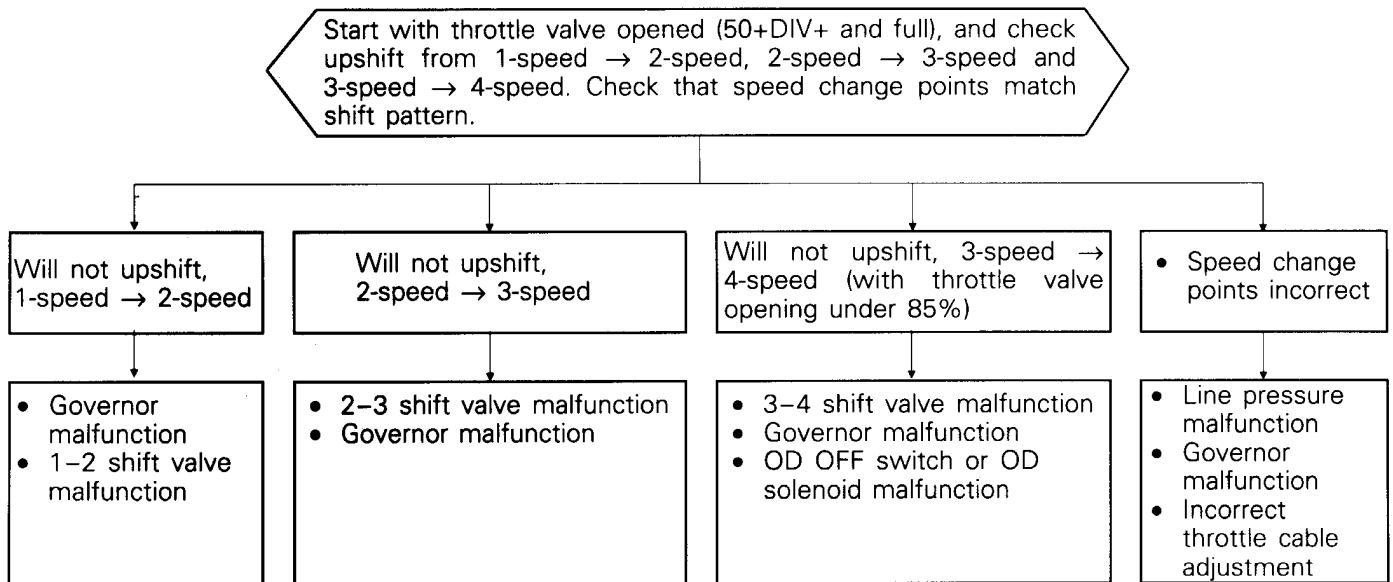 Start with throttle valve opened (50+DIV+ and full), and check
upshift from 1-speed → 2-speed, 2-speed → 3-speed and
3-speed → 4-speed. Check that speed change points match
shift pattern.
Will not upshift,
1-speed → 2-speed
Will not upshift,
2-speed → 3-speed
Will not upshift, 3-speed →
4-speed (with throttle valve
opening under 85%)
• Speed change
points incorrect
• Governor
malfunction
• 1–2 shift valve
malfunction
• 2–3 shift valve malfunction
• Governor malfunction
• 3–4 shift valve malfunction
• Governor malfunction
• OD OFF switch or OD
solenoid malfunction
• Line pressure
malfunction
• Governor
malfunction
• Incorrect
throttle cable
adjustment